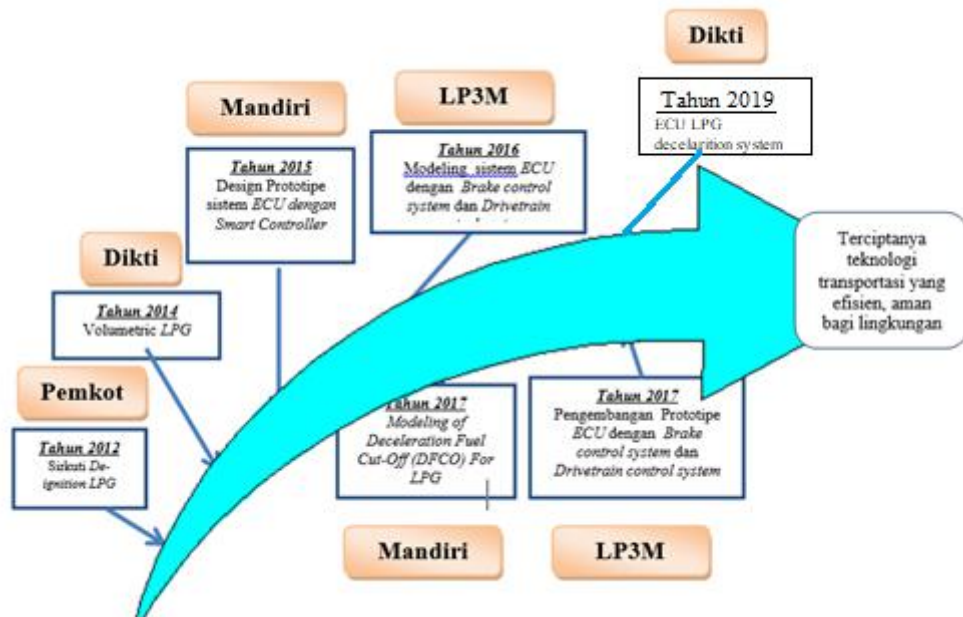 Dikti
Tahun 2019
ECU LPG
decelarition system
LP3M
Tahun 2016
Modeling sistem ECU
dengan Brake control
system dan Drivetrain
Mandiri
Tahun 2015
Design Prototipe
sistem ECU dengan
Smart Controller
Dikti
Tahun 2014
Volumetric LPG
Pemkot
Tahun 2012
Sirkuti De-
ignition LPG
Terciptanya
teknologi
transportasi yang
efisien, aman
bagi lingkungan
Tahun 2017
Modeling of
Deceleration Fuel
Cut-Off (DFCO) For
LPG
Mandiri
Tahun 2017
Pengembangan Prototipe
ECU dengan Brake
control system dan
Drivetrain control system
LP3M